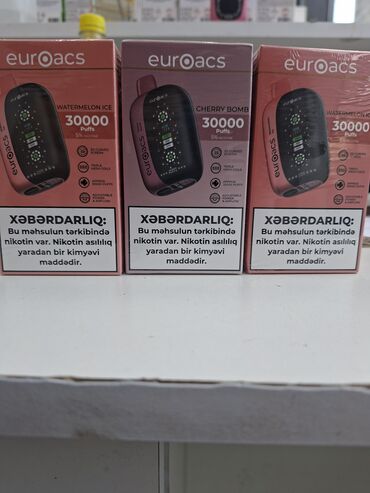 euroacs
WATERMELON ICE
30000
Puffs
XƏBƏRDARLIQ:
Bu məhsulun tərkibində
nikotin var. Nikotin asılılıq
yaradan bir kimyəvi
maddədir.
euroacs
CHERRY BOMB
30000
Puffs
XƏBƏRDARLIQ:
Bu məhsulun tərkibində
nikotin var. Nikotin asılılıq
yaradan bir kimyəvi
maddədir.
euroacs
WATERMELON ICE
30000
Puffs
XƏBƏRDARLIQ:
Bu məhsulun tərkibində
nikotin var. Nikotin asılılıq
yaradan bir kimyəvi
maddədir.